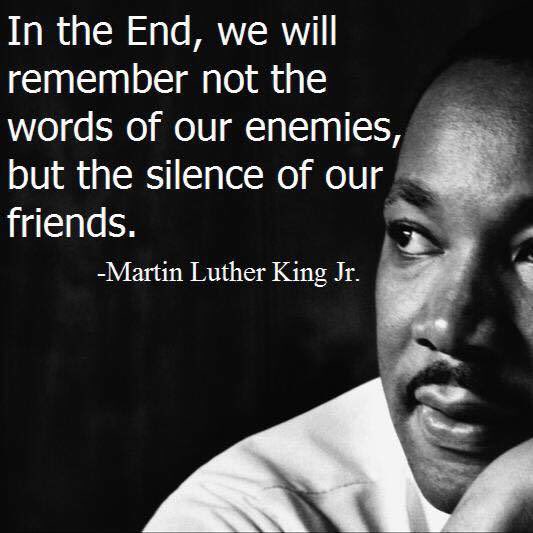 In the End, we will
remember not the
words of our enemies,
but the silence of our
friends.
-Martin Luther King Jr.